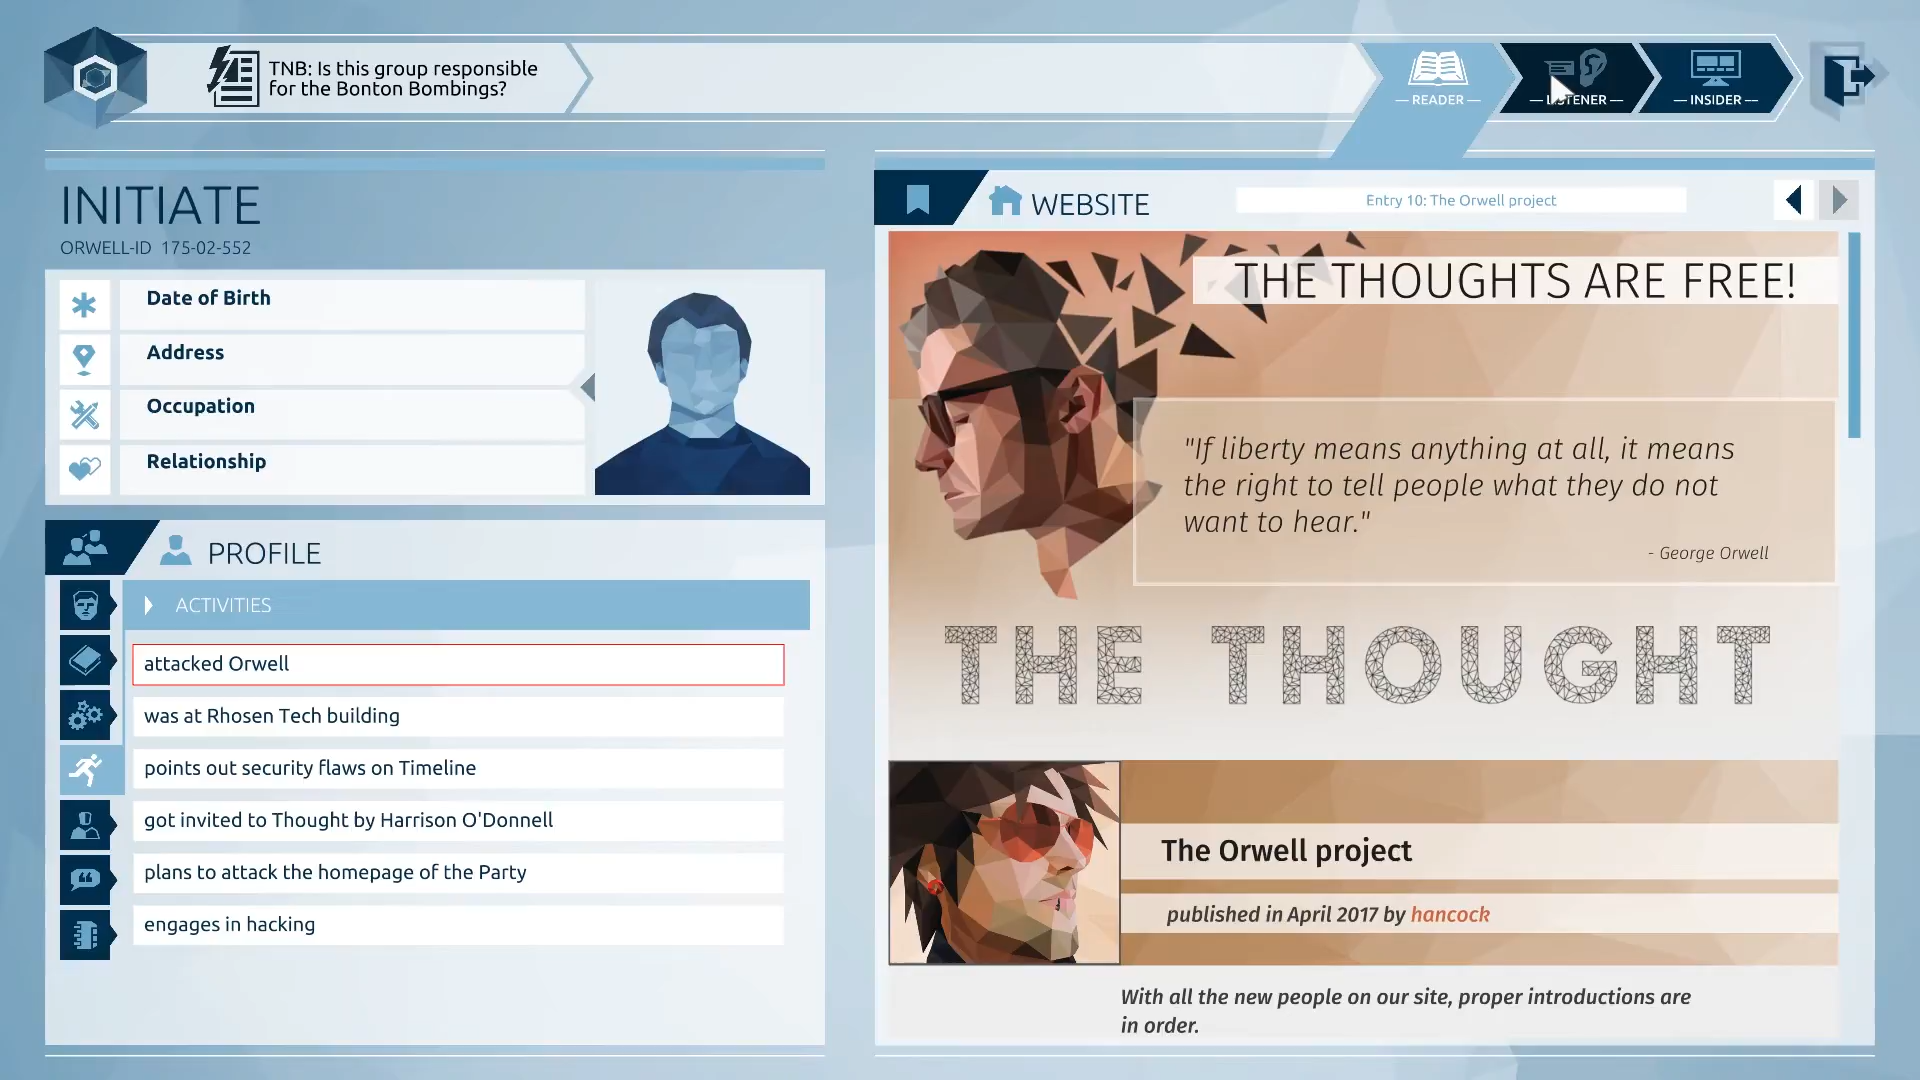 TNB: Is this group responsible
for the Bonton Bombings?
READER
LISTENER
INSIDER
INITIATE
ORWELL-ID 175-02-552
Date of Birth
Address
Occupation
Relationship
PROFILE
ACTIVITIES
attacked Orwell
was at Rhosen Tech building
points out security flaws on Timeline
got invited to Thought by Harrison O'Donnell
plans to attack the homepage of the Party
engages in hacking
WEBSITE
Entry 10: The Orwell project
THE THOUGHTS ARE FREE!
"If liberty means anything at all, it means
the right to tell people what they do not
want to hear."
- George Orwell
THE THOUGHT
The Orwell project
published in April 2017 by hancock
With all the new people on our site, proper introductions are
in order.